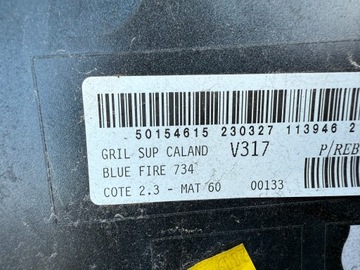 50154615 230327 113946 2
GRIL SUP CALAND V317 P/REB
BLUE FIRE 734
COTE 2.3 - MAT 60 00133